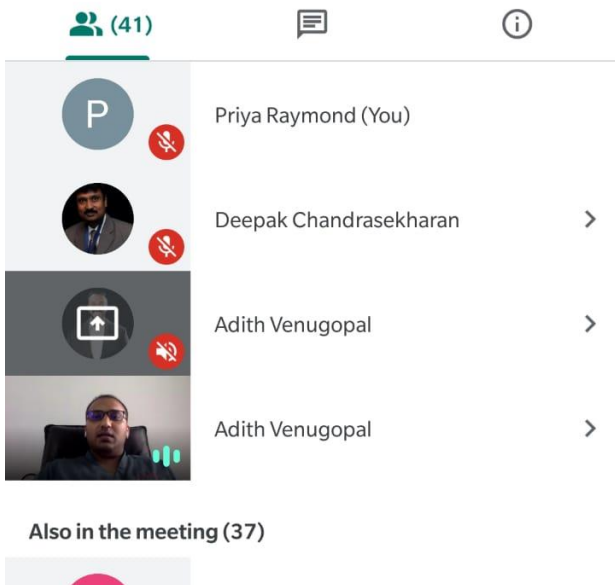 (41)
P
Priya Raymond (You)
Deepak Chandrasekharan
Adith Venugopal
Adith Venugopal
Also in the meeting (37)